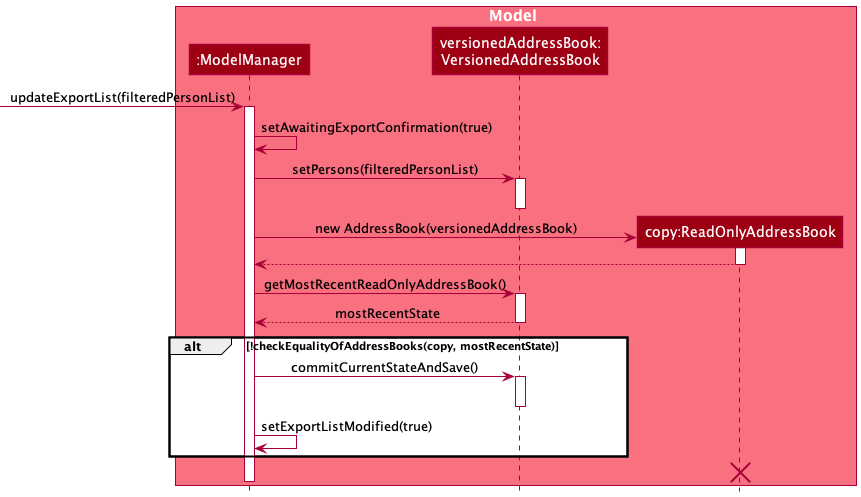 Model
:ModelManager
versionedAddressBook:
VersionedAddressBook
updateExportList(filteredPersonList)
setAwaitingExportConfirmation(true)
setPersons(filteredPersonList)
new AddressBook(versionedAddressBook)
copy:ReadOnlyAddressBook
getMostRecentReadOnlyAddressBook()
mostRecentState
alt [!checkEqualityOfAddressBooks(copy, mostRecentState)]
commitCurrentStateAndSave()
setExportListModified(true)